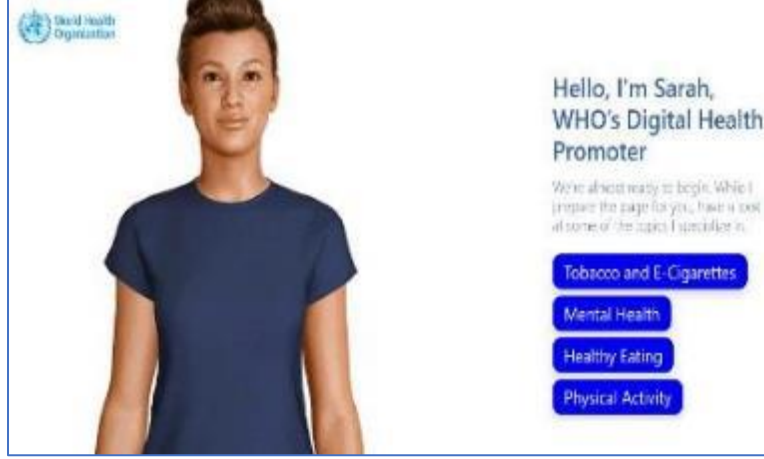 World Health
Organization
Hello, I'm Sarah,
WHO's Digital Health
Promoter
We're almost ready to begin. While I
prepare the page for you, have a look
at some of the topics I specialize in.
Tobacco and E-Cigarettes
Mental Health
Healthy Eating
Physical Activity